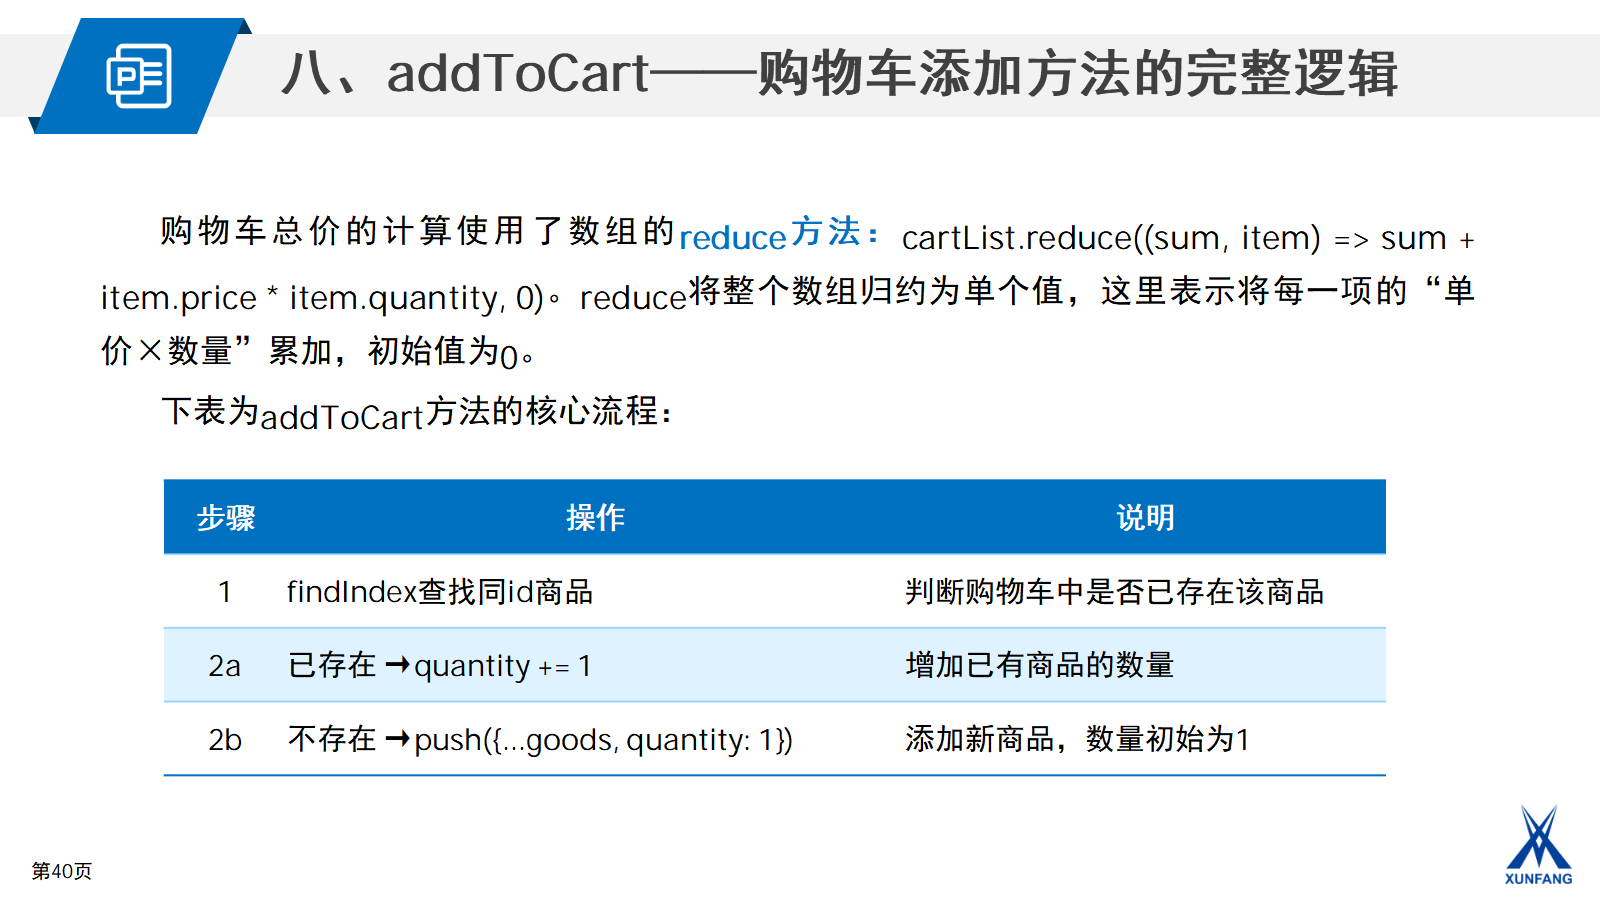 八、addToCart——购物车添加方法的完整逻辑
购物车总价的计算使用了数组的reduce方法：cartList.reduce((sum, item) => sum +
item.price * item.quantity, 0)。reduce将整个数组归约为单个值，这里表示将每一项的“单
价×数量”累加，初始值为0。
下表为addToCart方法的核心流程：
步骤 操作 说明
1 findIndex查找同id商品 判断购物车中是否已存在该商品
2a 已存在 ➞quantity += 1 增加已有商品的数量
2b 不存在 ➞push({...goods, quantity: 1}) 添加新商品，数量初始为1
第40页
XUNFANG